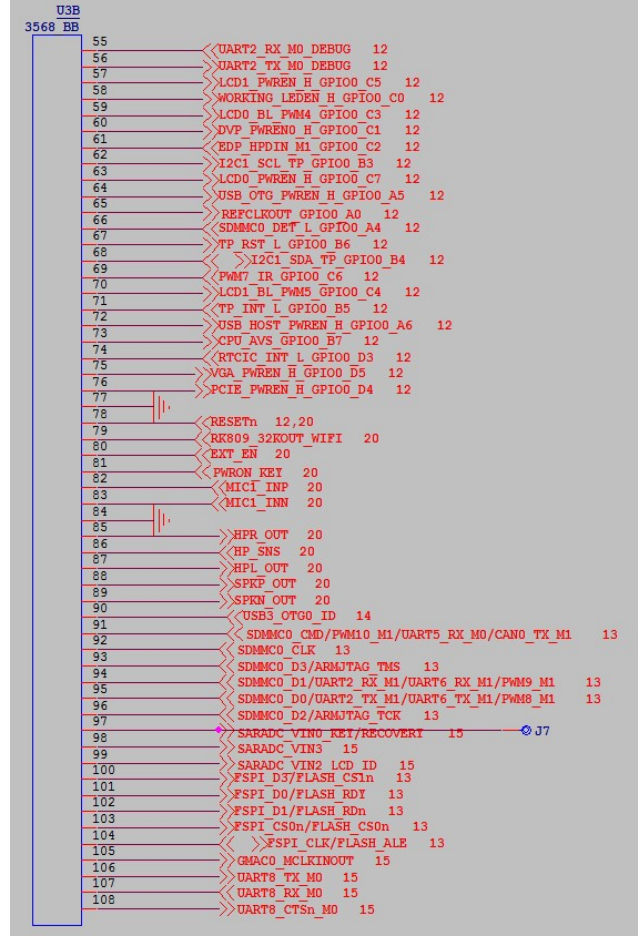 U3B
3568_BB
55 UART2_RX_M0_DEBUG 12
56 UART2_TX_M0_DEBUG 12
57 LCD1_PWREN_H_GPIO0_C5 12
58 WORKING_LEDEN_H_GPIO0_C0 12
59 LCD0_BL_PWM4_GPIO0_C3 12
60 DVP_PWREN0_H_GPIO0_C1 12
61 EDP_HPDIN_M1_GPIO0_C2 12
62 I2C1_SCL_TP_GPIO0_B3 12
63 LCD0_PWREN_H_GPIO0_C7 12
64 USB_OTG_PWREN_H_GPIO0_A5 12
65 REFCLKOUT_GPIO0_A0 12
66 SDMMC0_DET_L_GPIO0_A4 12
67 TP_RST_L_GPIO0_B6 12
68 I2C1_SDA_TP_GPIO0_B4 12
69 PWM7_IR_GPIO0_C6 12
70 LCD1_BL_PWM5_GPIO0_C4 12
71 TP_INT_L_GPIO0_B5 12
72 USB_HOST_PWREN_H_GPIO0_A6 12
73 CPU_AVS_GPIO0_B7 12
74 RTCIC_INT_L_GPIO0_D3 12
75 VGA_PWREN_H_GPIO0_D5 12
76 PCIE_PWREN_H_GPIO0_D4 12
77
78 RESETn 12,20
79 RK809_32KOUT_WIFI 20
80 EXT_EN 20
81 PWRON_KEY 20
82 MIC1_INP 20
83 MIC1_INN 20
84
85 HPR_OUT 20
86 HP_SNS 20
87 HPL_OUT 20
88 SPKP_OUT 20
89 SPKN_OUT 20
90 USB3_OTG0_ID 14
91 SDMMC0_CMD/PWM10_M1/UART5_RX_M0/CAN0_TX_M1 13
92 SDMMC0_CLK 13
93 SDMMC0_D3/ARMJTAG_TMS 13
94 SDMMC0_D1/UART2_RX_M1/UART6_RX_M1/PWM9_M1 13
95 SDMMC0_D0/UART2_TX_M1/UART6_TX_M1/PWM8_M1 13
96 SDMMC0_D2/ARMJTAG_TCK 13
97 SARADC_VIN0_KEY/RECOVERY 15 J7
98 SARADC_VIN3 15
99 SARADC_VIN2_LCD_ID 15
100 FSPI_D3/FLASH_CS1n 13
101 FSPI_D0/FLASH_RDY 13
102 FSPI_D1/FLASH_RDn 13
103 FSPI_CS0n/FLASH_CS0n 13
104 FSPI_CLK/FLASH_ALE 13
105 GMAC0_MCLKINOUT 15
106 UART8_TX_M0 15
107 UART8_RX_M0 15
108 UART8_CTSn_M0 15